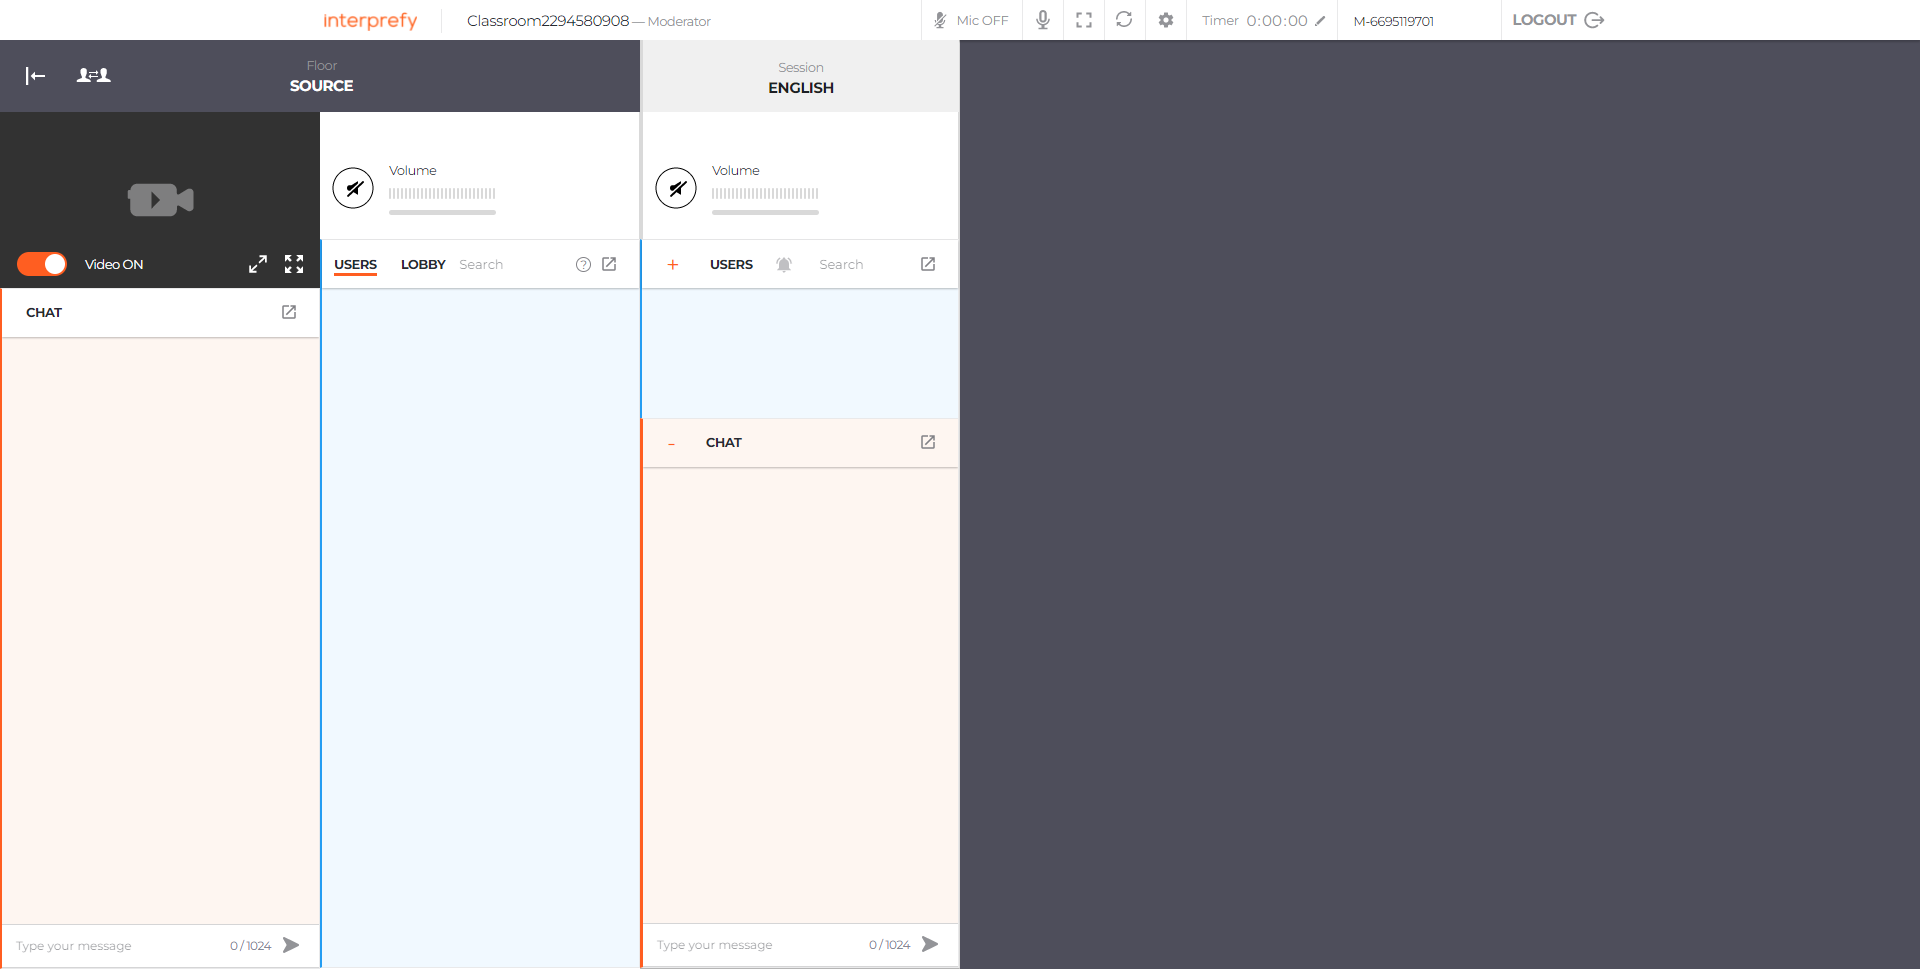 interprefy
Classroom2294580908 — Moderator
Mic OFF
Timer 0:00:00
M-6695119701
LOGOUT
Floor
SOURCE
Session
ENGLISH
Volume
Volume
Video ON
USERS LOBBY Search
+ USERS Search
CHAT
- CHAT
Type your message 0 / 1024
Type your message 0 / 1024